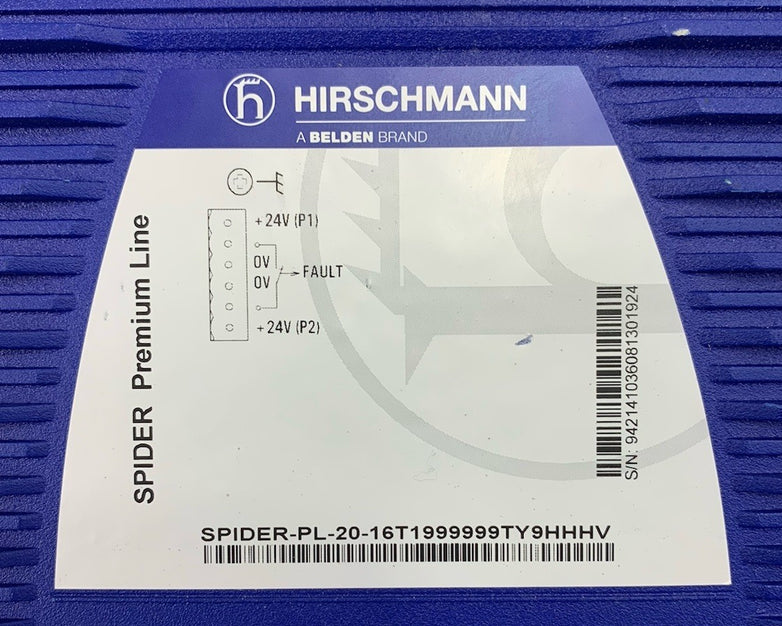 HIRSCHMANN
A BELDEN BRAND
SPIDER Premium Line
+24V (P1)
0V
0V
FAULT
+24V (P2)
S/N: 942141036081301924
SPIDER-PL-20-16T1999999TY9HHHV